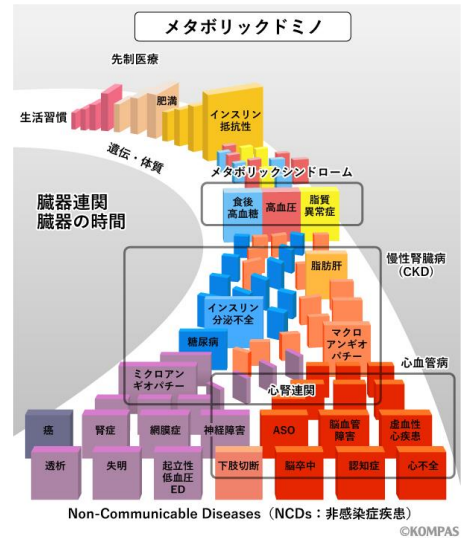 メタボリックドミノ
先制医療
肥満
生活習慣
インスリン
抵抗性
遺伝・体質
メタボリックシンドローム
臓器連関
臓器の時間
食後
高血糖
高血圧
脂質
異常症
慢性腎臓病
(CKD)
脂肪肝
インスリン
分泌不全
糖尿病
マクロ
アンギオ
パチー
ミクロアン
ギオパチー
心血管病
心腎連関
癌
腎症
網膜症
神経障害
ASO
脳血管
障害
虚血性
心疾患
透析
失明
起立性
低血圧
ED
下肢切断
脳卒中
認知症
心不全
Non-Communicable Diseases（NCDs：非感染症疾患）
©KOMPAS